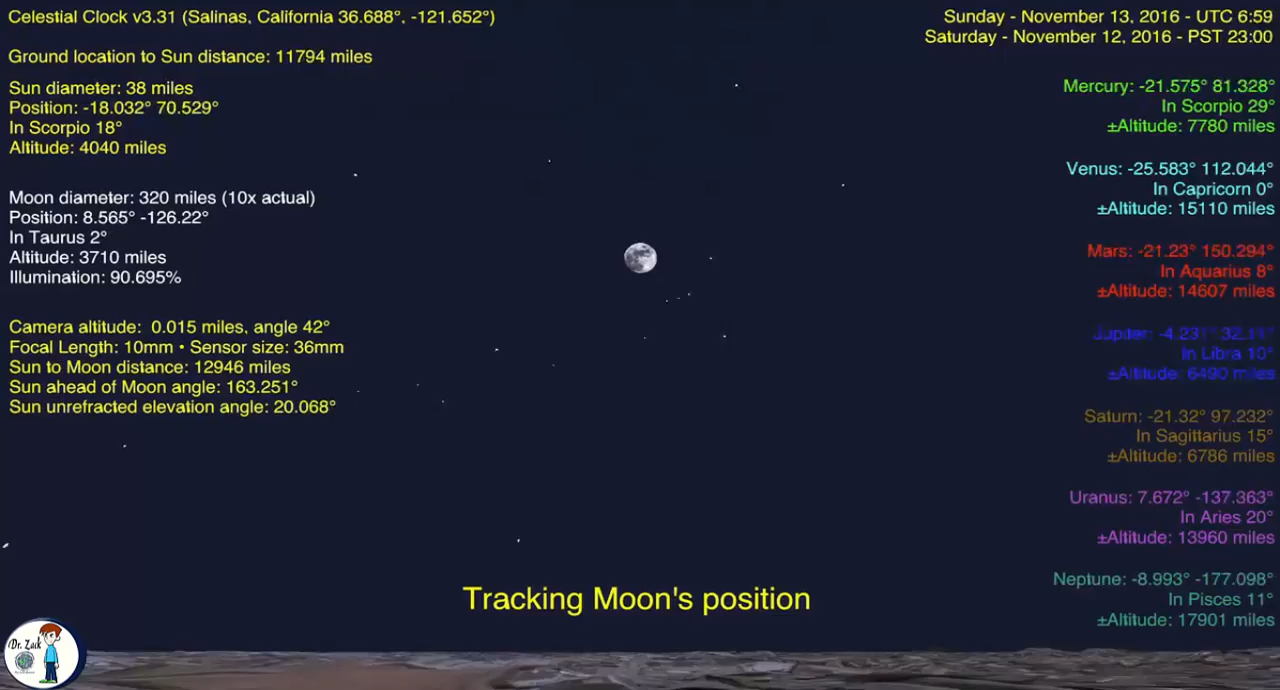 Celestial Clock v3.31 (Salinas, California 36.688°, -121.652°)
Ground location to Sun distance: 11794 miles
Sun diameter: 38 miles
Position: -18.032° 70.529°
In Scorpio 18°
Altitude: 4040 miles
Moon diameter: 320 miles (10x actual)
Position: 8.565° -126.22°
In Taurus 2°
Altitude: 3710 miles
Illumination: 90.695%
Camera altitude:  0.015 miles, angle 42°
Focal Length: 10mm • Sensor size: 36mm
Sun to Moon distance: 12946 miles
Sun ahead of Moon angle: 163.251°
Sun unrefracted elevation angle: 20.068°
Sunday - November 13, 2016 - UTC 6:59
Saturday - November 12, 2016 - PST 23:00
Mercury: -21.575° 81.328°
In Scorpio 29°
±Altitude: 7780 miles
Venus: -25.583° 112.044°
In Capricorn 0°
±Altitude: 15110 miles
Mars: -21.23° 150.294°
In Aquarius 8°
±Altitude: 14607 miles
Jupiter: -4.231° 32.11°
In Libra 10°
±Altitude: 6490 miles
Saturn: -21.32° 97.232°
In Sagittarius 15°
±Altitude: 6786 miles
Uranus: 7.672° -137.363°
In Aries 20°
±Altitude: 13960 miles
Neptune: -8.993° -177.098°
In Pisces 11°
±Altitude: 17901 miles
Tracking Moon's position
Dr. Zack